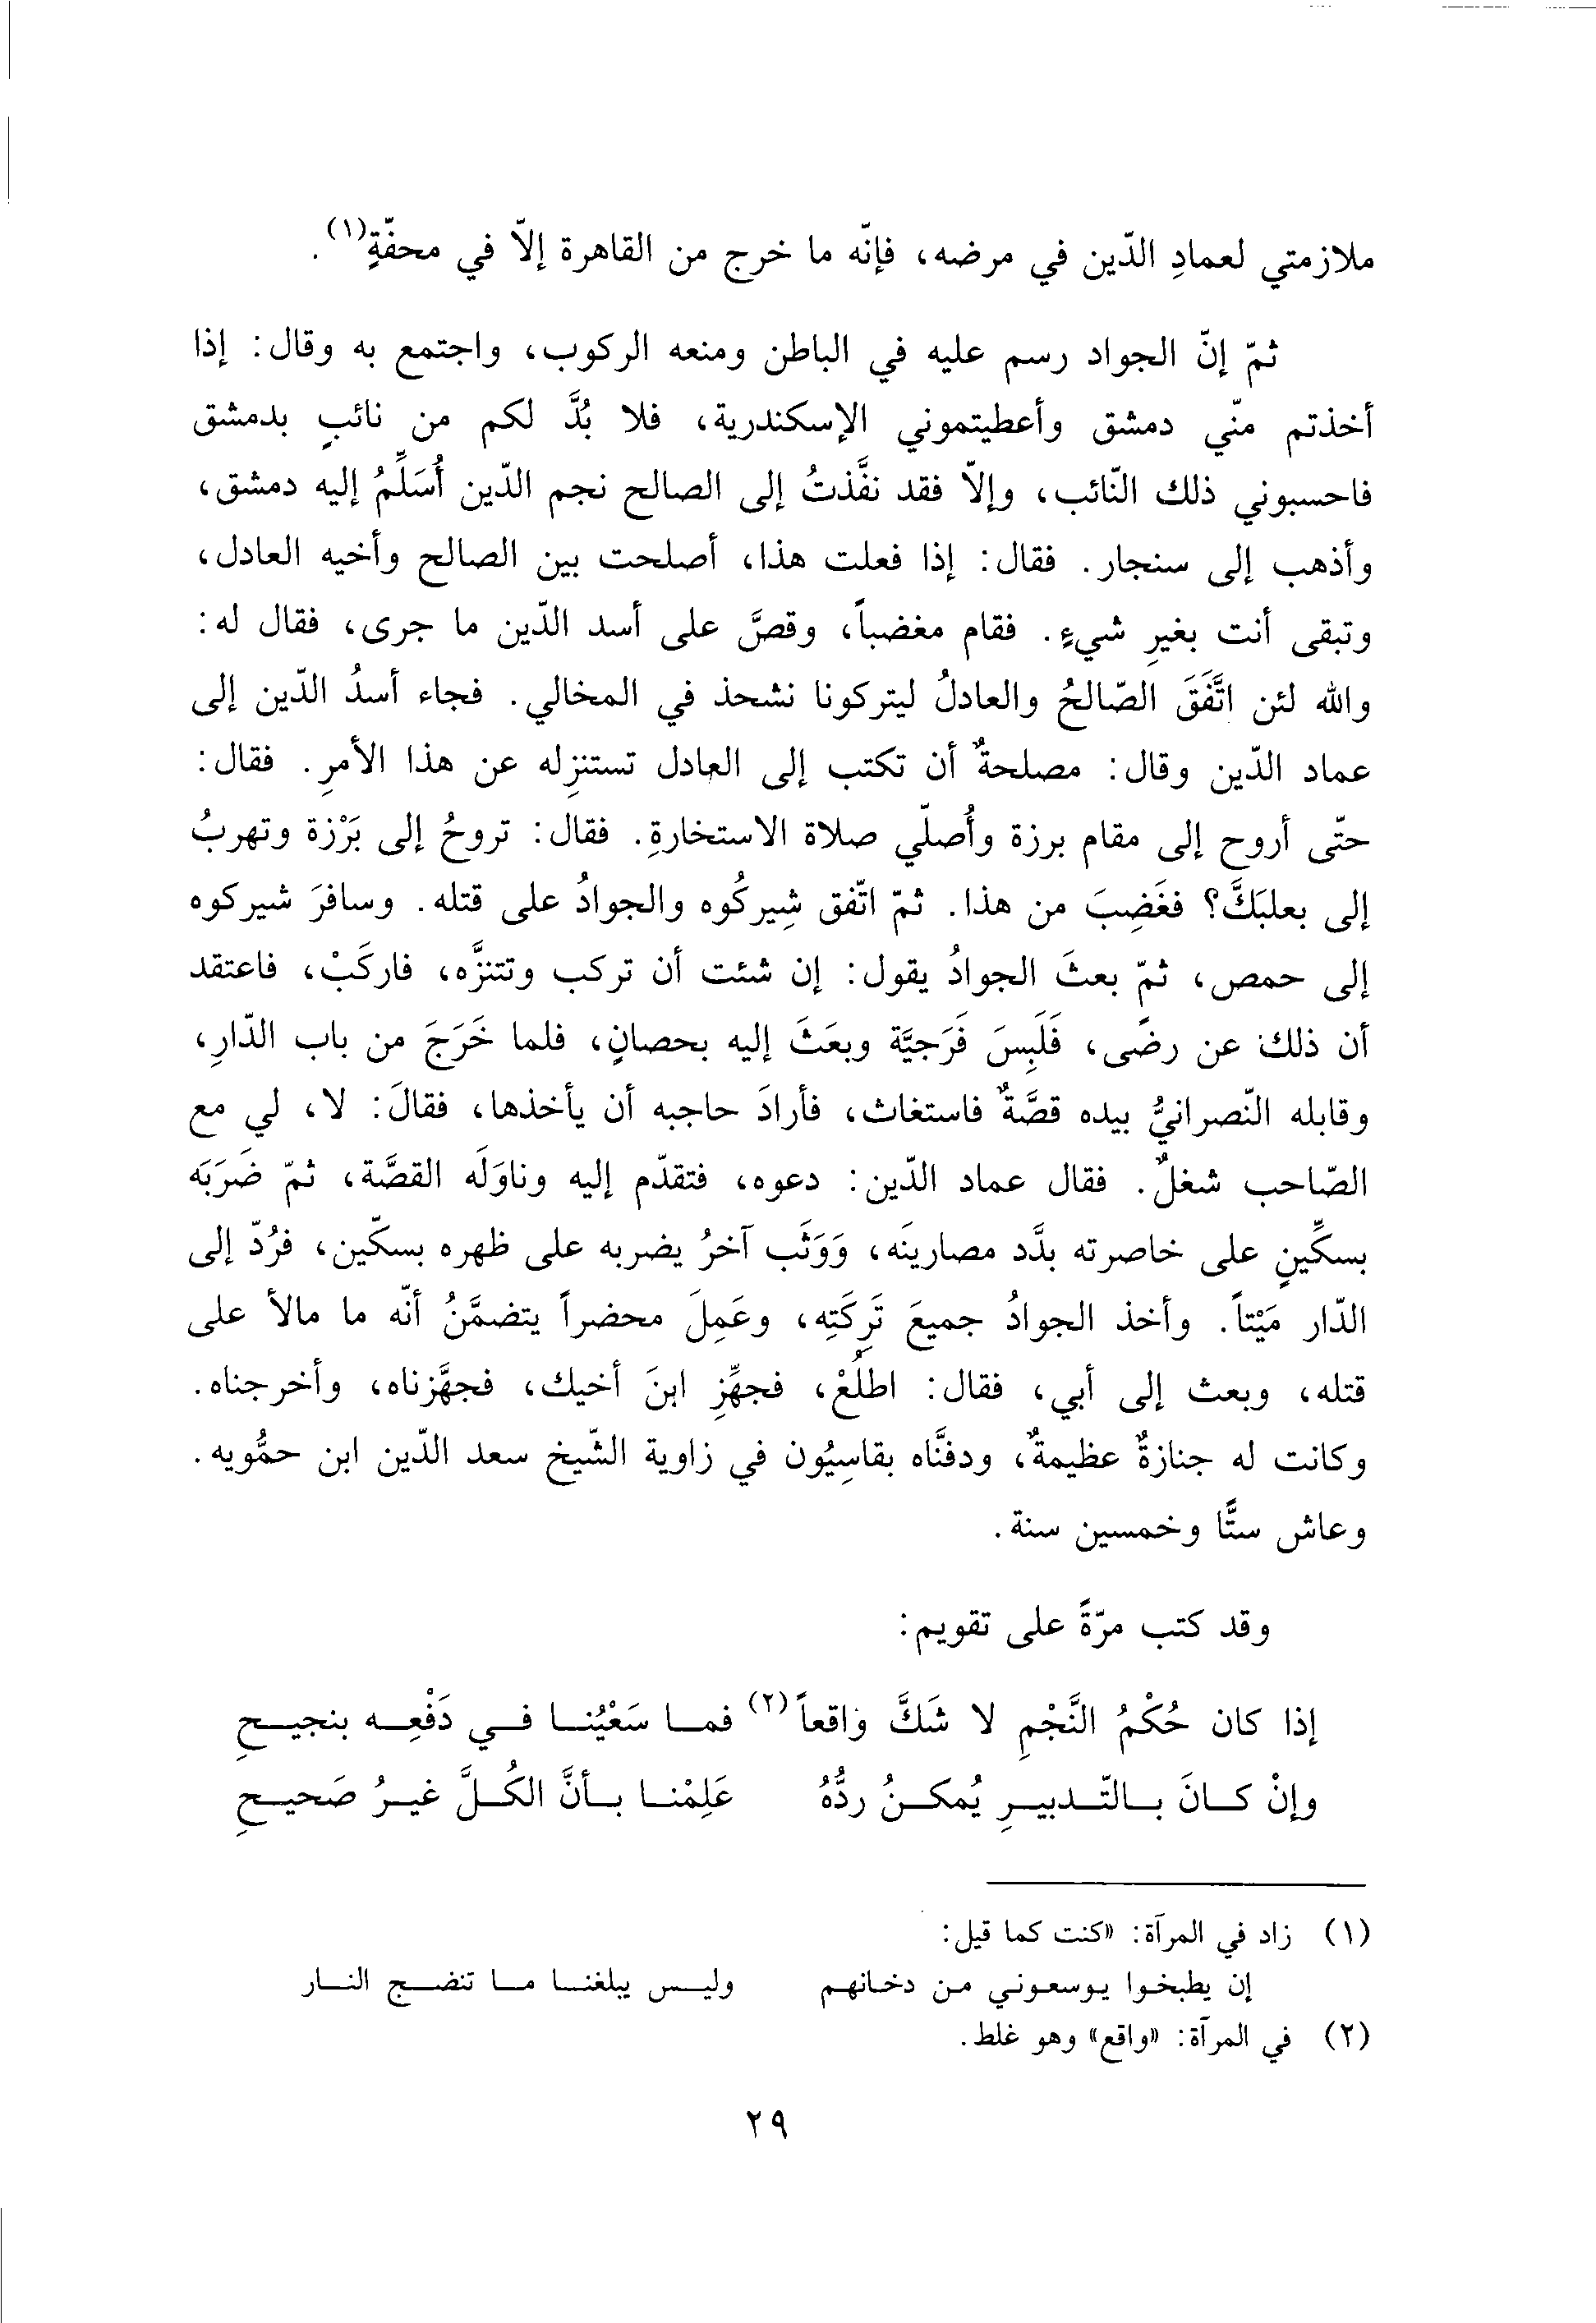 ملازمتي لعمادِ الدّين في مرضه، فإنّه ما خرج من القاهرة إلاّ في محفّةٍ(١).
ثمّ إنّ الجواد رسم عليه في الباطن ومنعه الركوب، واجتمع به وقال: إذا
أخذتم منّي دمشق وأعطيتموني الإسكندرية، فلا بُدَّ لكم من نائبٍ بدمشق
فاحسبوني ذلك النّائب، وإلاّ فقد نفَّذتُ إلى الصالح نجم الدّين أُسَلِّمُ إليه دمشق،
وأذهب إلى سنجار. فقال: إذا فعلت هذا، أصلحت بين الصالح وأخيه العادل،
وتبقى أنت بغيرِ شيءٍ. فقام مغضباً، وقصَّ على أسد الدّين ما جرى، فقال له:
والله لئن اتَّفَقَ الصّالحُ والعادلُ ليتركونا نشحذ في المخالي. فجاء أسدُ الدّين إلى
عماد الدّين وقال: مصلحةٌ أن تكتب إلى العادل تستنزِله عن هذا الأمرِ. فقال:
حتّى أروح إلى مقام برزة وأُصلّي صلاة الاستخارةِ. فقال: تروحُ إلى بَرْزة وتهربُ
إلى بعلبَكَّ؟ فغَضِبَ من هذا. ثمّ اتّفق شِيركُوه والجوادُ على قتله. وسافرَ شيركوه
إلى حمص، ثمّ بعثَ الجوادُ يقول: إن شئت أن تركب وتتنزَّه، فاركَبْ، فاعتقد
أن ذلك عن رضًى، فَلَبِسَ فَرَجيَّة وبعَثَ إليه بحصانٍ، فلما خَرَجَ من باب الدّارِ،
وقابله النّصرانيُّ بيده قصَّةٌ فاستغاث، فأرادَ حاجبه أن يأخذها، فقالَ: لا، لي مع
الصّاحب شغلٌ. فقال عماد الدّين: دعوه، فتقدّم إليه وناوَلَه القصَّة، ثمّ ضَرَبَه
بسكِّينٍ على خاصرته بدَّد مصارينَه، وَوَثَب آخرُ يضربه على ظهره بسكّين، فرُدّ إلى
الدّار مَيْتاً. وأخذ الجوادُ جميعَ تَرِكَتِه، وعَمِلَ محضراً يتضمَّنُ أنّه ما مالأ على
قتله، وبعث إلى أبي، فقال: اطلُعْ، فجهِّزِ ابنَ أخيك، فجهَّزناه، وأخرجناه.
وكانت له جنازةٌ عظيمةٌ، ودفنَّاه بقاسِيُون في زاوية الشّيخ سعد الدّين ابن حمُّويه.
وعاش ستًّا وخمسين سنة.
وقد كتب مرّةً على تقويم:
إذا كان حُكْمُ النَّجْمِ لا شَكَّ واقعاً(٢) فما سَعْيُنا في دَفْعِه بنجيحِ
وإنْ كانَ بالتّدبيرِ يُمكنُ ردُّهُ عَلِمْنا بأنَّ الكُلَّ غيرُ صَحيحِ
(١) زاد في المرآة: «كنت كما قيل:
إن يطبخوا يوسعوني من دخانهم وليس يبلغنا ما تنضج النار
(٢) في المرآة: «واقع» وهو غلط.
٢٩